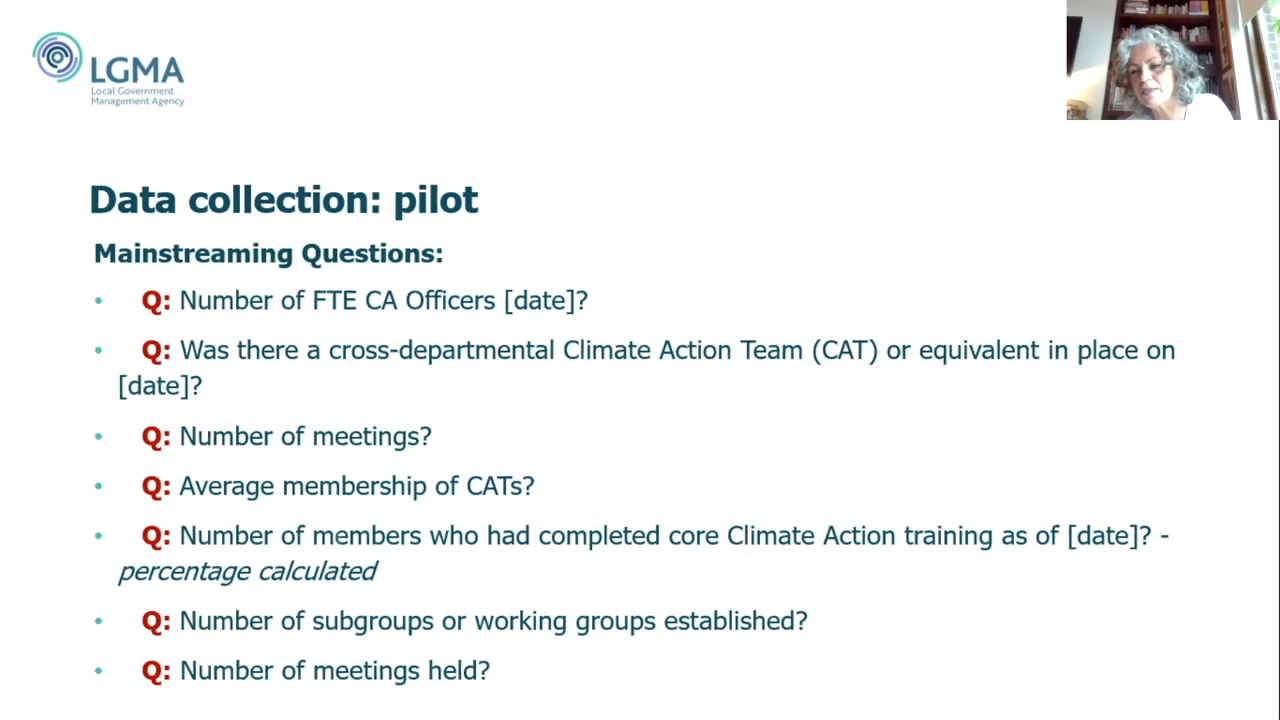 LGMA
Local Government
Management Agency
Data collection: pilot
Mainstreaming Questions:
• Q: Number of FTE CA Officers [date]?
• Q: Was there a cross-departmental Climate Action Team (CAT) or equivalent in place on
[date]?
• Q: Number of meetings?
• Q: Average membership of CATs?
• Q: Number of members who had completed core Climate Action training as of [date]? -
percentage calculated
• Q: Number of subgroups or working groups established?
• Q: Number of meetings held?